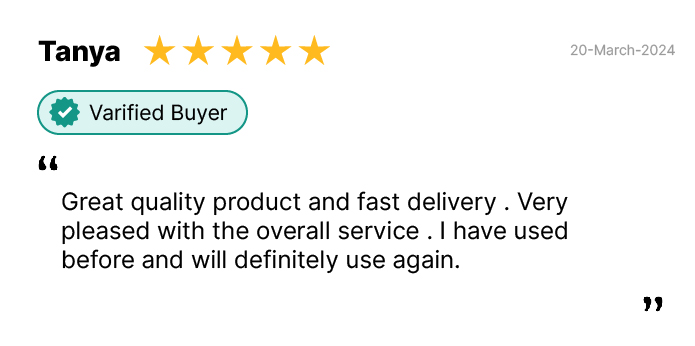 Tanya
20-March-2024
Varified Buyer
“
Great quality product and fast delivery . Very
pleased with the overall service . I have used
before and will definitely use again.
”